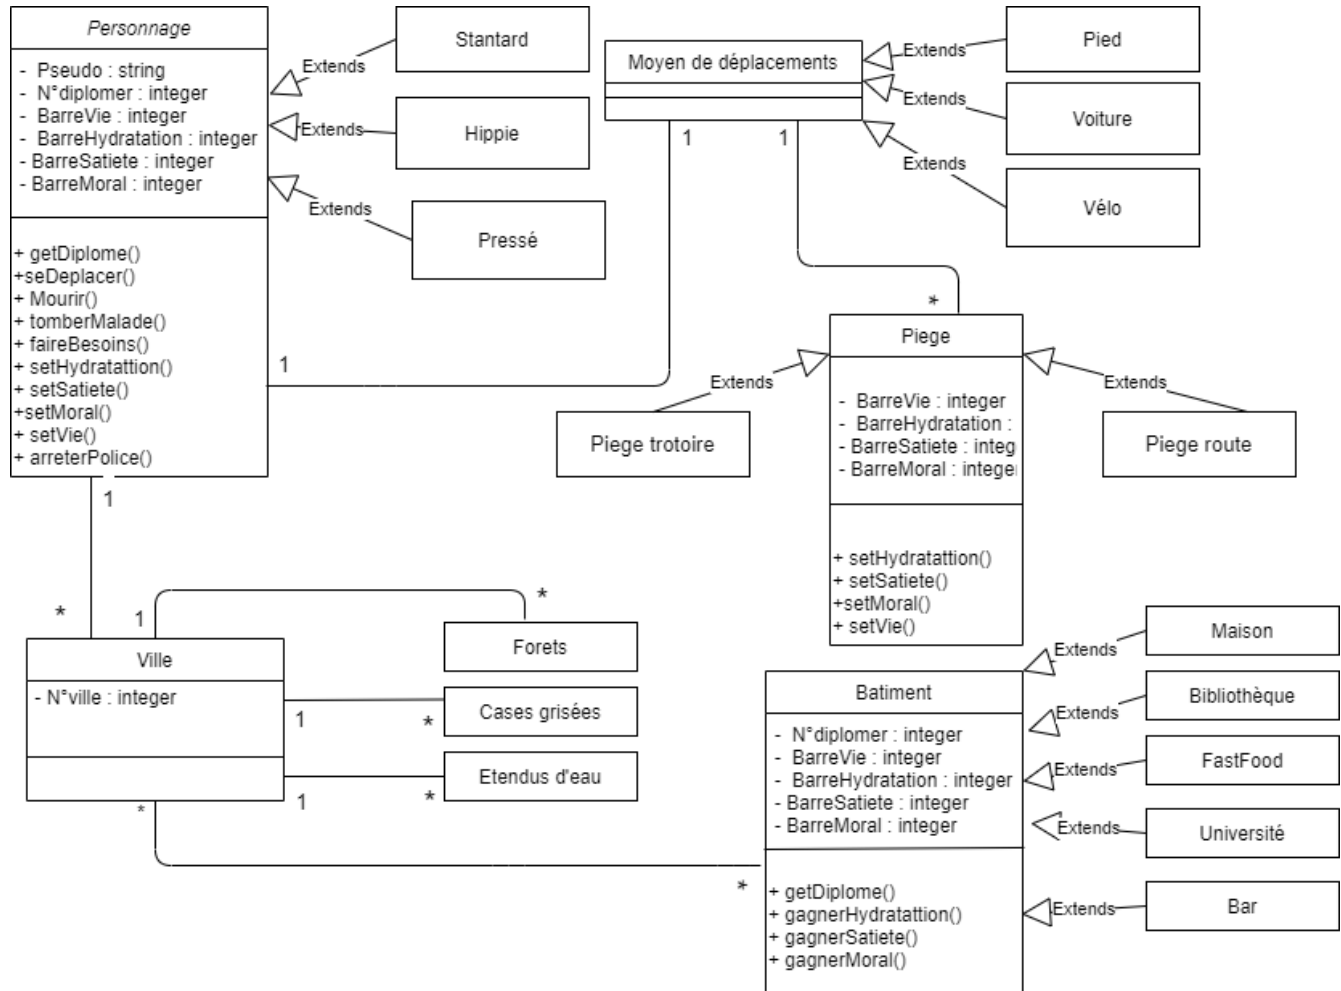 Personnage
- Pseudo : string
- N°diplomer : integer
- BarreVie : integer
- BarreHydratation : integer
- BarreSatiete : integer
- BarreMoral : integer
+ getDiplome()
+seDeplacer()
+ Mourir()
+ tomberMalade()
+ faireBesoins()
+ setHydratattion()
+ setSatiete()
+setMoral()
+ setVie()
+ arreterPolice()
Extends
Stantard
Extends
Hippie
Extends
Pressé
Moyen de déplacements
Extends
Pied
Extends
Voiture
Extends
Vélo
1
1
1
*
Piège
- BarreVie : integer
- BarreHydratation :
- BarreSatiete : integ
- BarreMoral : intege
+ setHydratattion()
+ setSatiete()
+setMoral()
+ setVie()
Extends
Piege trotoire
Extends
Piege route
1
*
Ville
- N°ville : integer
1
*
Forets
1
*
Cases grisées
1
*
Etendus d'eau
*
*
Batiment
- N°diplomer : integer
- BarreVie : integer
- BarreHydratation : integer
- BarreSatiete : integer
- BarreMoral : integer
+ getDiplome()
+ gagnerHydratattion()
+ gagnerSatiete()
+ gagnerMoral()
Extends
Maison
Extends
Bibliothèque
Extends
FastFood
Extends
Université
Extends
Bar